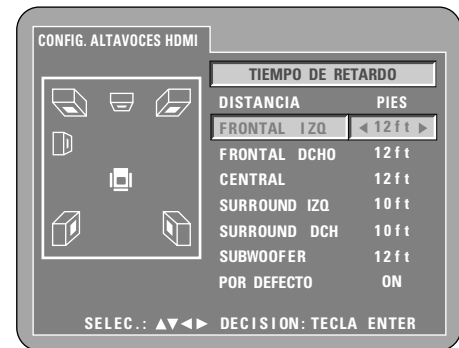 CONFIG. ALTAVOCES HDMI
TIEMPO DE RETARDO
DISTANCIA PIES
FRONTAL IZQ ◀ 12ft ▶
FRONTAL DCHO 12ft
CENTRAL 12ft
SURROUND IZQ 10ft
SURROUND DCH 10ft
SUBWOOFER 12ft
POR DEFECTO ON
SELEC.: ▲▼◀▶ DECISION: TECLA ENTER